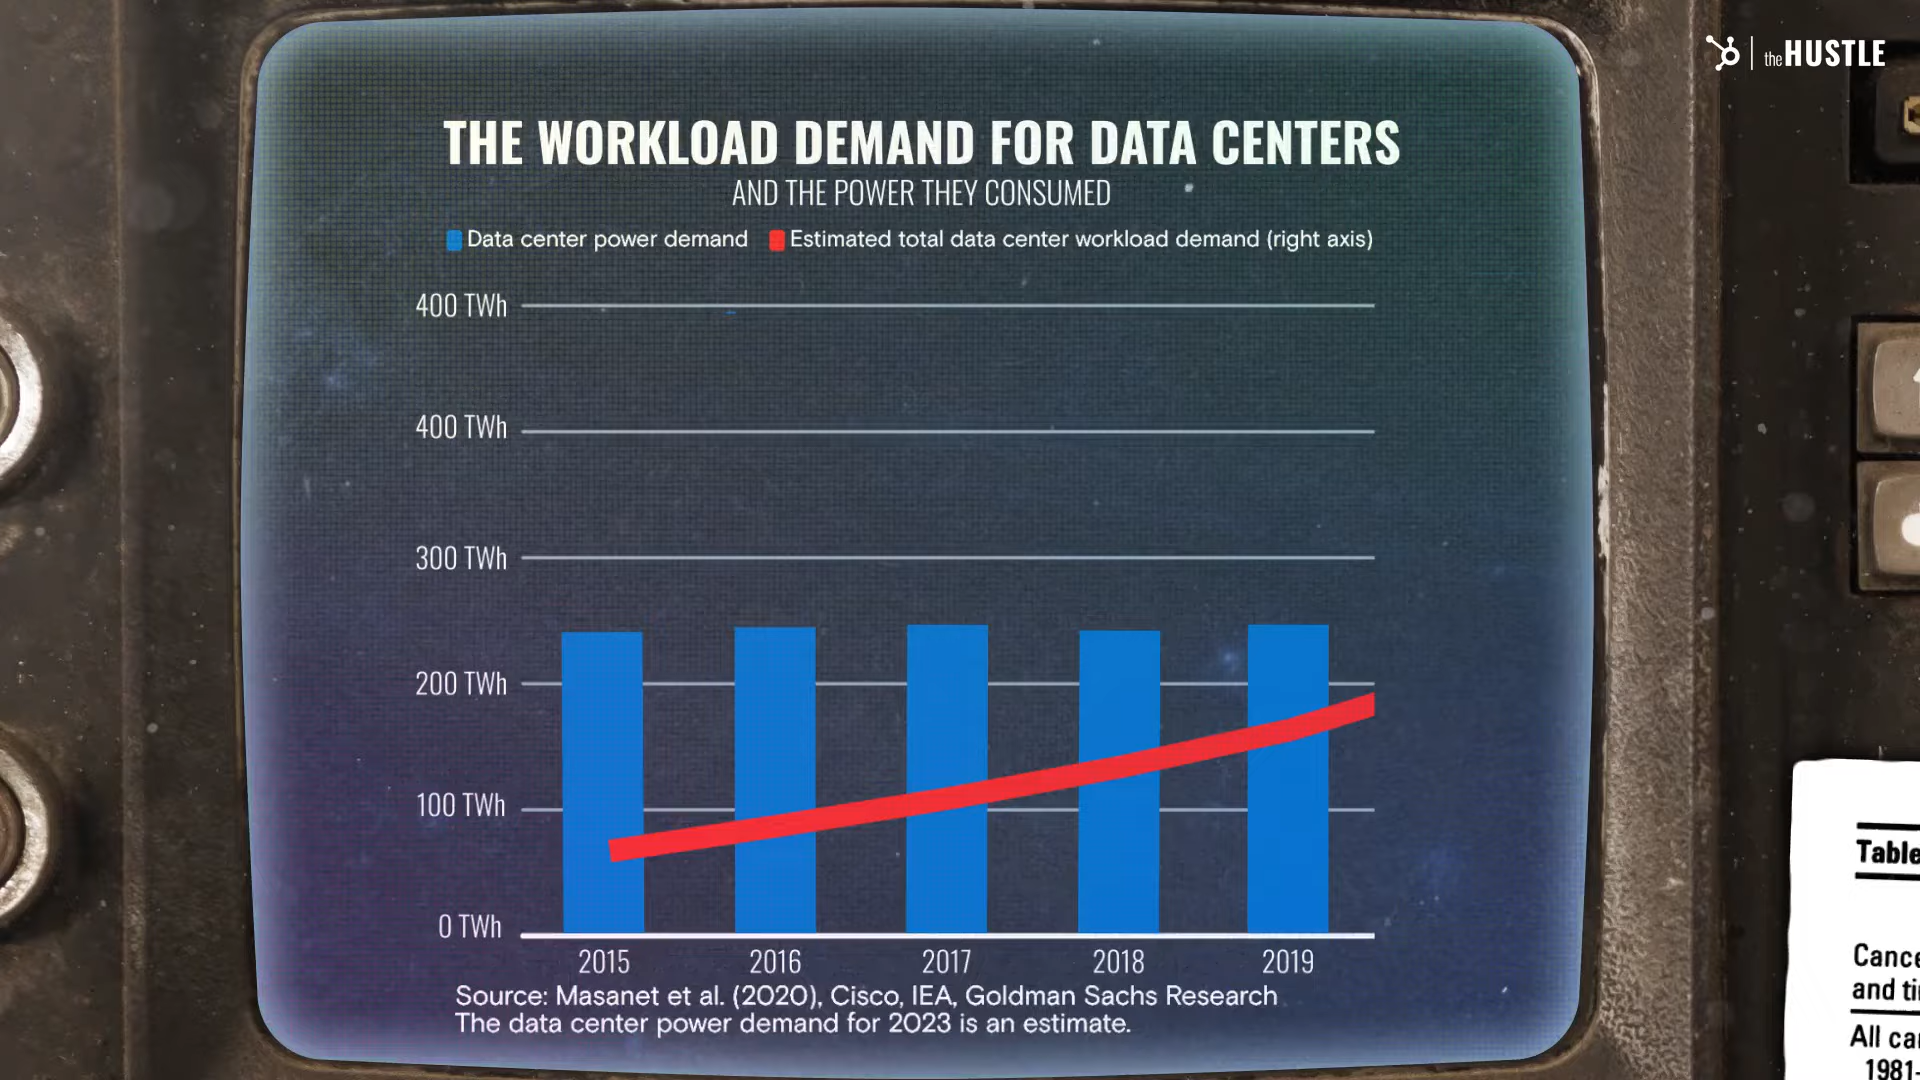 theHUSTLE
THE WORKLOAD DEMAND FOR DATA CENTERS
AND THE POWER THEY CONSUMED
Data center power demand Estimated total data center workload demand (right axis)
400 TWh
400 TWh
300 TWh
200 TWh
100 TWh
0 TWh
2015 2016 2017 2018 2019
Source: Masanet et al. (2020), Cisco, IEA, Goldman Sachs Research
The data center power demand for 2023 is an estimate.
Table
and
All
1981-